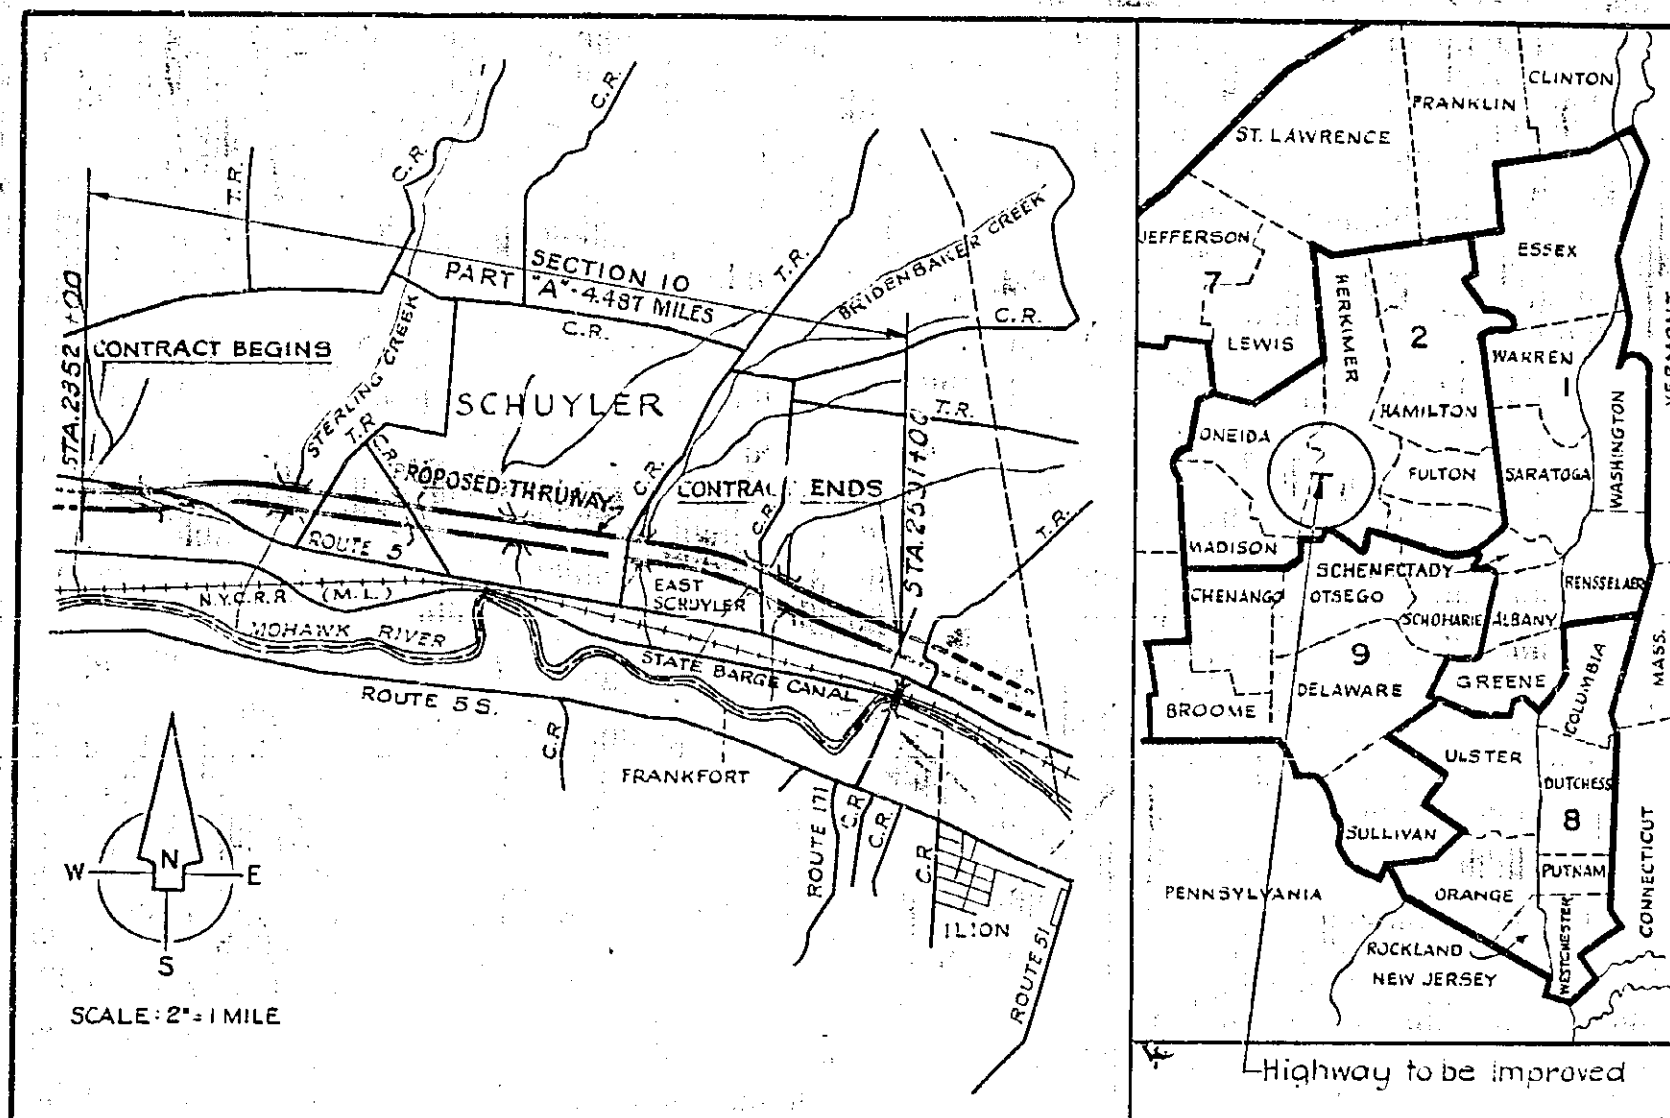 C.R.
C.R.
T.R.
SECTION 10
PART "A" - 4.487 MILES
C.R.
T.R.
BRIDENBAKER CREEK
C.R.
STA. 2352+00
CONTRACT BEGINS
STERLING CREEK
SCHUYLER
T.R.
T.R.
C.R.
PROPOSED THRUWAY
C.R.
CONTRACT ENDS
STA. 2591+00
C.R.
T.R.
ROUTE 5
EAST
SCHUYLER
N.Y.C.R.R. (M.L.)
MOHAWK RIVER
STATE BARGE CANAL
ROUTE 5 S.
C.R.
FRANKFORT
ROUTE 171
C.R.
C.R.
C.R.
ILION
ROUTE 51
N
W
E
S
SCALE: 2" = 1 MILE
CLINTON
FRANKLIN
ST. LAWRENCE
JEFFERSON
ESSEX
7
HERKIMER
2
LEWIS
WARREN
1
VERMONT
HAMILTON
ONEIDA
WASHINGTON
FULTON
SARATOGA
MADISON
SCHENECTADY
RENSSELAER
CHENANGO
OTSEGO
SCHOHARIE
ALBANY
9
MASS.
DELAWARE
GREENE
COLUMBIA
BROOME
ULSTER
DUTCHESS
8
SULLIVAN
CONNECTICUT
PUTNAM
PENNSYLVANIA
ORANGE
WESTCHESTER
ROCKLAND
NEW JERSEY
Highway to be improved